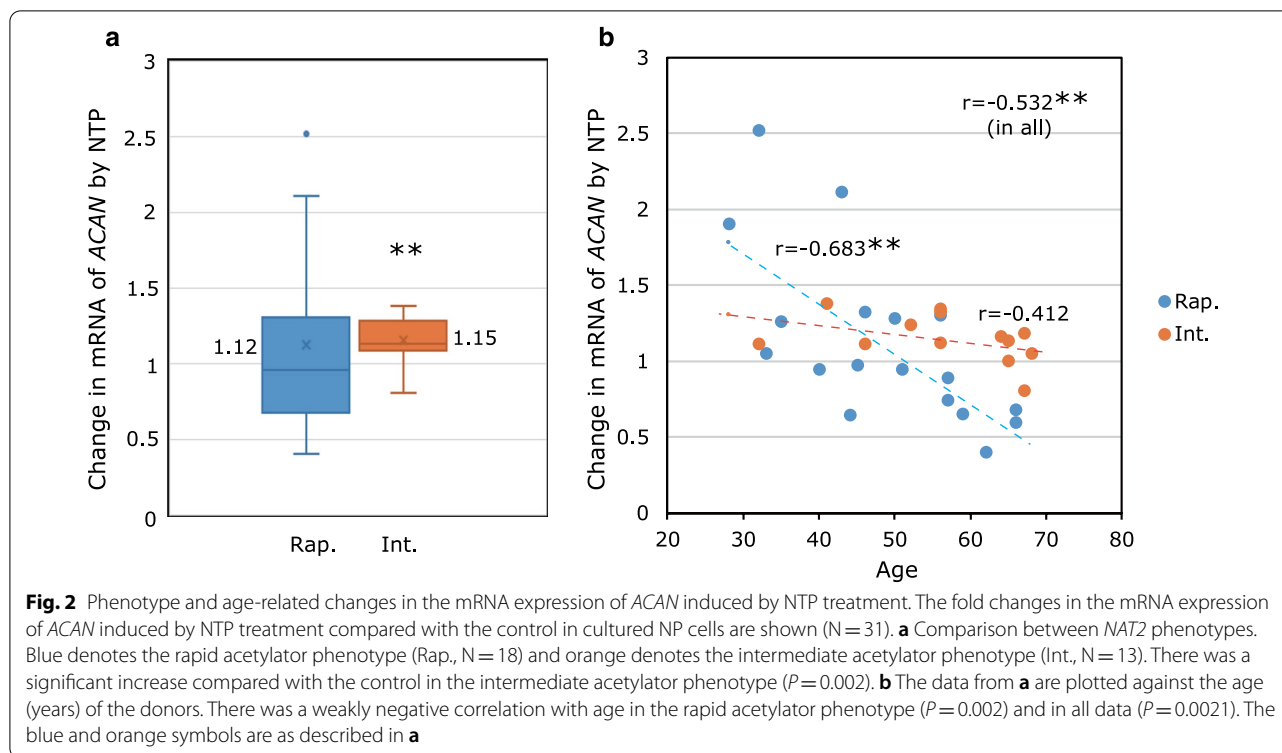 a
Change in mRNA of ACAN by NTP
3
2.5
2
1.5
1
0.5
0
1.12
**
1.15
Rap. Int.
b
Change in mRNA of ACAN by NTP
3
2.5
2
1.5
1
0.5
0
r=-0.532**
(in all)
r=-0.683**
r=-0.412
20 30 40 50 60 70 80
Age
Rap.
Int.
Fig. 2 Phenotype and age-related changes in the mRNA expression of ACAN induced by NTP treatment. The fold changes in the mRNA expression
of ACAN induced by NTP treatment compared with the control in cultured NP cells are shown (N = 31). a Comparison between NAT2 phenotypes.
Blue denotes the rapid acetylator phenotype (Rap., N = 18) and orange denotes the intermediate acetylator phenotype (Int., N = 13). There was a
significant increase compared with the control in the intermediate acetylator phenotype (P = 0.002). b The data from a are plotted against the age
(years) of the donors. There was a weakly negative correlation with age in the rapid acetylator phenotype (P = 0.002) and in all data (P = 0.0021). The
blue and orange symbols are as described in a